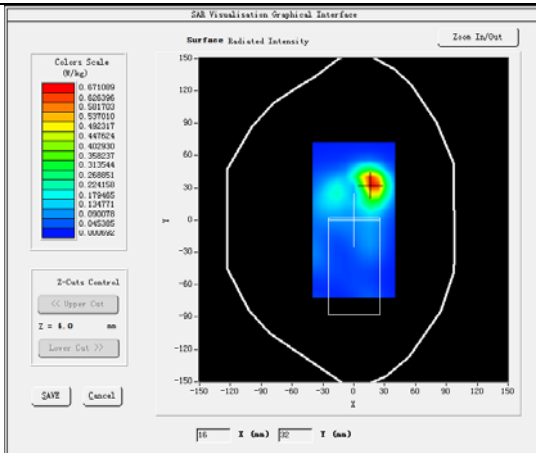 SAR Visualisation Graphical Interface
Surface Radiated Intensity
Zoom In/Out
Colors Scale
(W/kg)
0.671089
0.626396
0.581703
0.537010
0.492317
0.447624
0.402930
0.358237
0.313544
0.268851
0.224158
0.179465
0.134771
0.090078
0.045385
0.000692
150
120
90
60
30
0
-30
-60
-90
-120
-150
Y
-150 -120 -90 -60 -30 0 30 60 90 120 150
X
Z-Cuts Control
<< Upper Cut
Z = 4.0 mm
Lower Cut >>
SAVE Cancel
16 X (mm) 32 Y (mm)